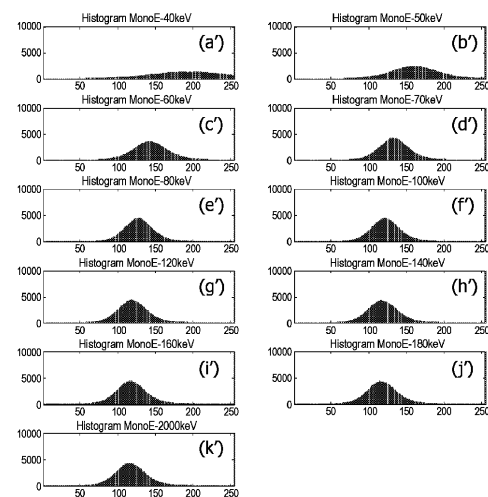 Histogram MonoE-40keV
10000
5000
0
50 100 150 200 250
(a')
Histogram MonoE-50keV
10000
5000
0
50 100 150 200 250
(b')
Histogram MonoE-60keV
10000
5000
0
50 100 150 200 250
(c')
Histogram MonoE-70keV
10000
5000
0
50 100 150 200 250
(d')
Histogram MonoE-80keV
10000
5000
0
50 100 150 200 250
(e')
Histogram MonoE-100keV
10000
5000
0
50 100 150 200 250
(f')
Histogram MonoE-120keV
10000
5000
0
50 100 150 200 250
(g')
Histogram MonoE-140keV
10000
5000
0
50 100 150 200 250
(h')
Histogram MonoE-160keV
10000
5000
0
50 100 150 200 250
(i')
Histogram MonoE-180keV
10000
5000
0
50 100 150 200 250
(j')
Histogram MonoE-2000keV
10000
5000
0
50 100 150 200 250
(k')